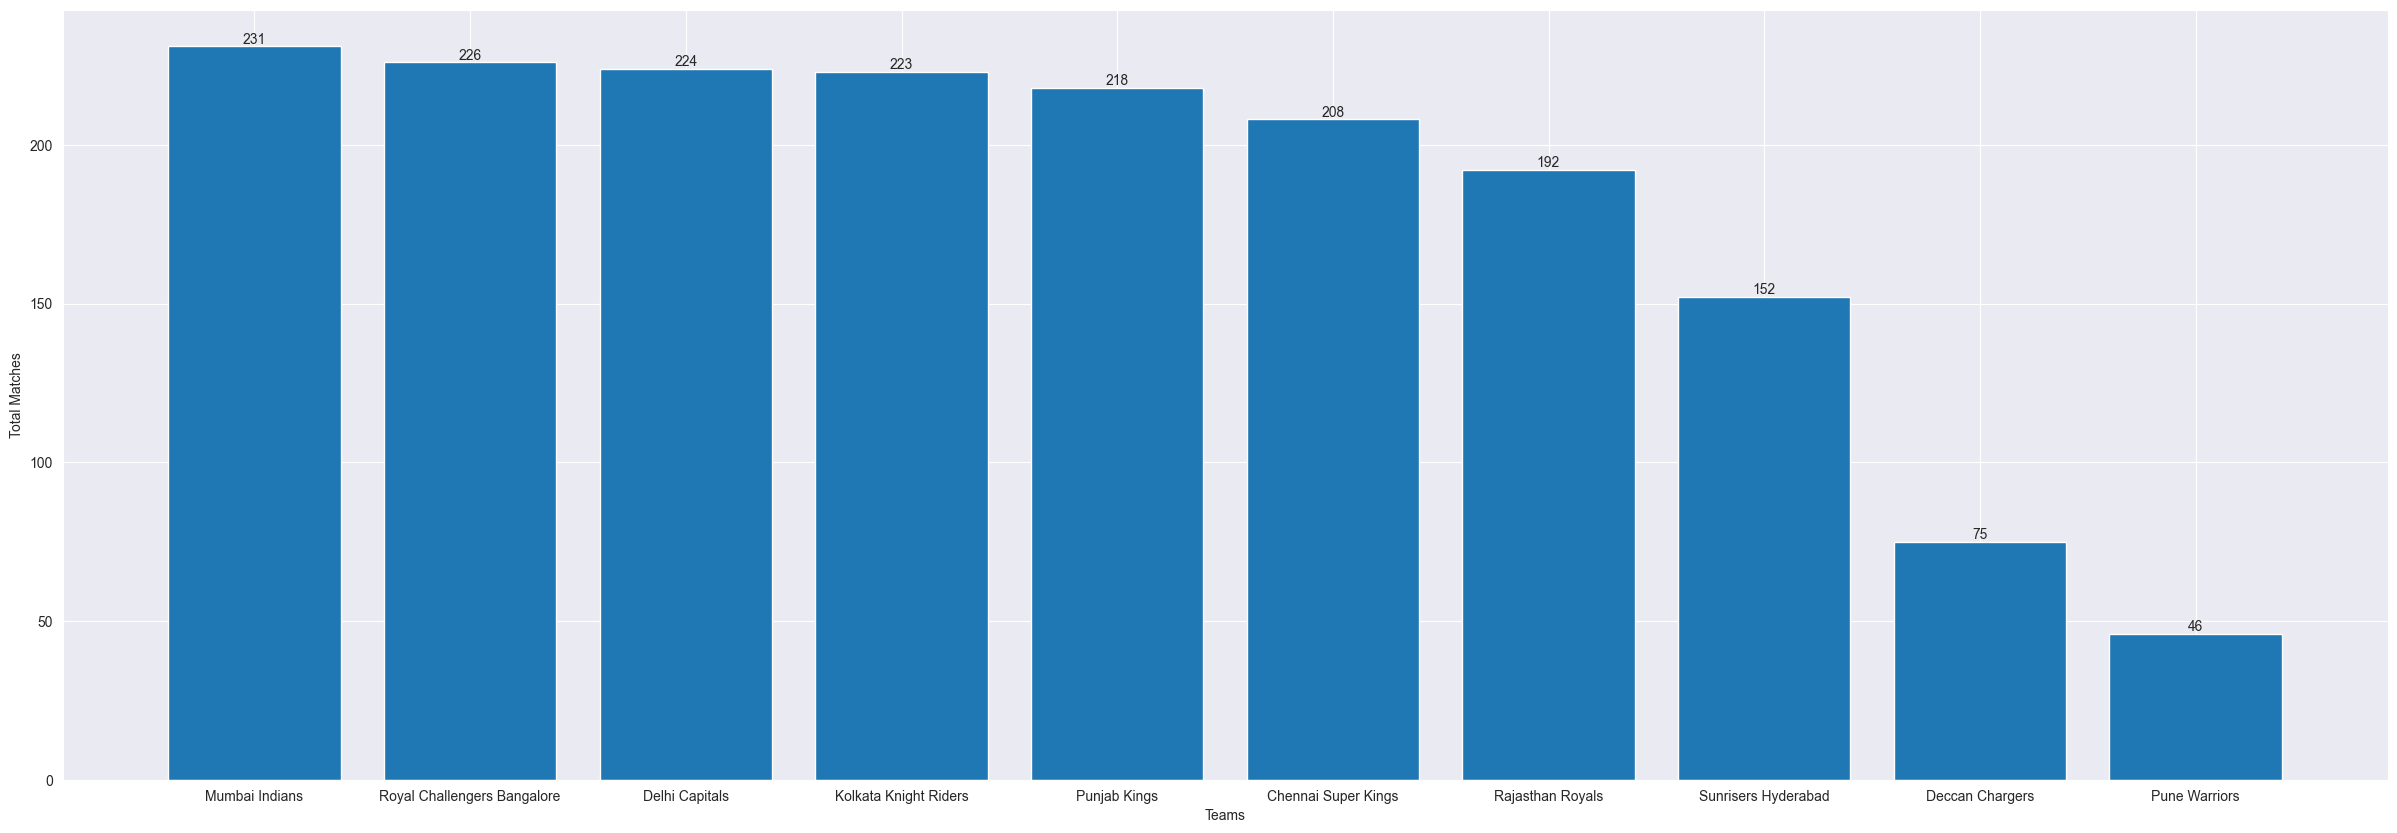 231
226
224
223
218
208
192
152
75
46
200
150
100
50
0
Total Matches
Mumbai Indians
Royal Challengers Bangalore
Delhi Capitals
Kolkata Knight Riders
Punjab Kings
Chennai Super Kings
Rajasthan Royals
Sunrisers Hyderabad
Deccan Chargers
Pune Warriors
Teams